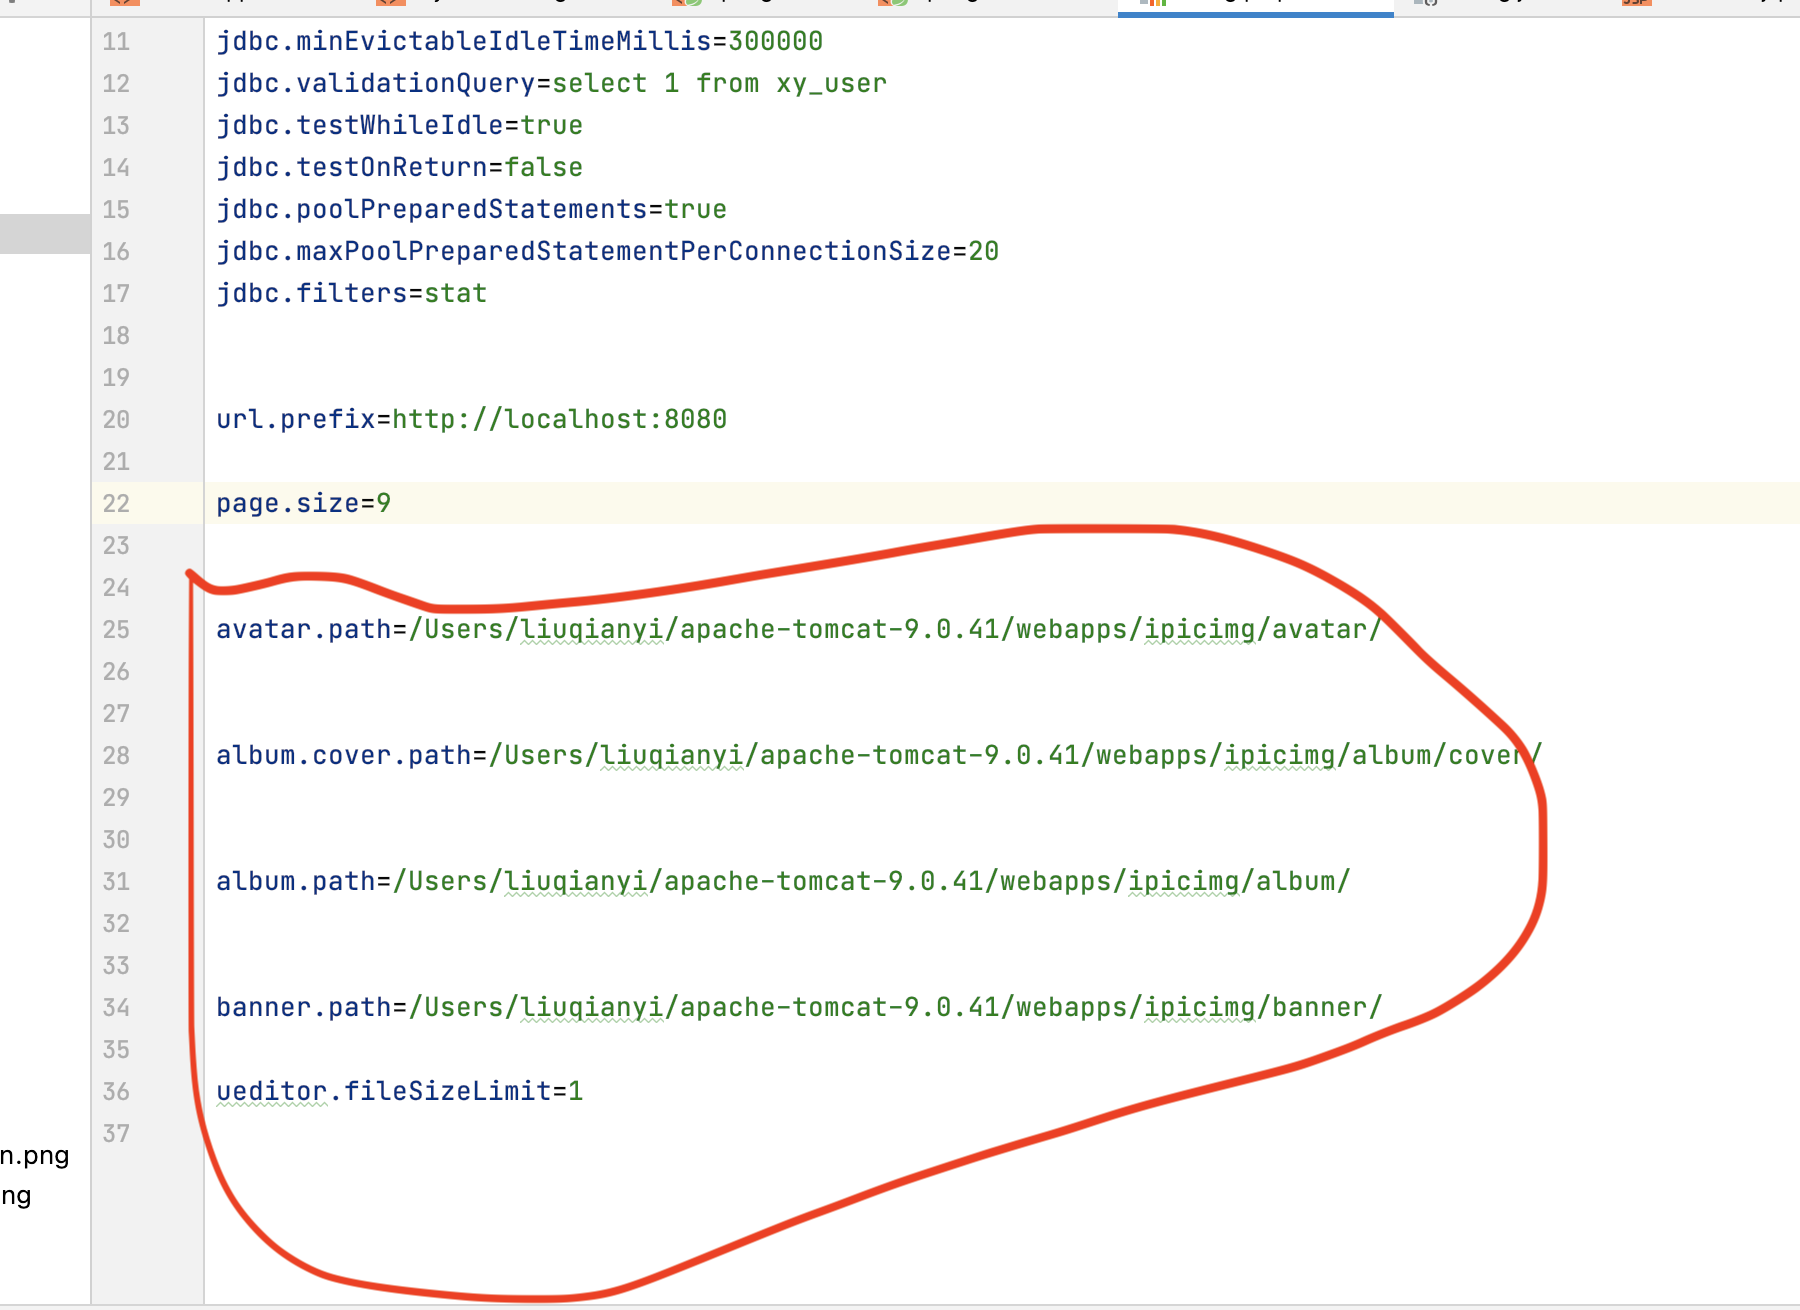 11 jdbc.minEvictableIdleTimeMillis=300000
12 jdbc.validationQuery=select 1 from xy_user
13 jdbc.testWhileIdle=true
14 jdbc.testOnReturn=false
15 jdbc.poolPreparedStatements=true
16 jdbc.maxPoolPreparedStatementPerConnectionSize=20
17 jdbc.filters=stat
18
19
20 url.prefix=http://localhost:8080
21
22 page.size=9
23
24
25 avatar.path=/Users/liuqianyi/apache-tomcat-9.0.41/webapps/ipicimg/avatar/
26
27
28 album.cover.path=/Users/liuqianyi/apache-tomcat-9.0.41/webapps/ipicimg/album/cover/
29
30
31 album.path=/Users/liuqianyi/apache-tomcat-9.0.41/webapps/ipicimg/album/
32
33
34 banner.path=/Users/liuqianyi/apache-tomcat-9.0.41/webapps/ipicimg/banner/
35
36 ueditor.fileSizeLimit=1
37
n.png
ng